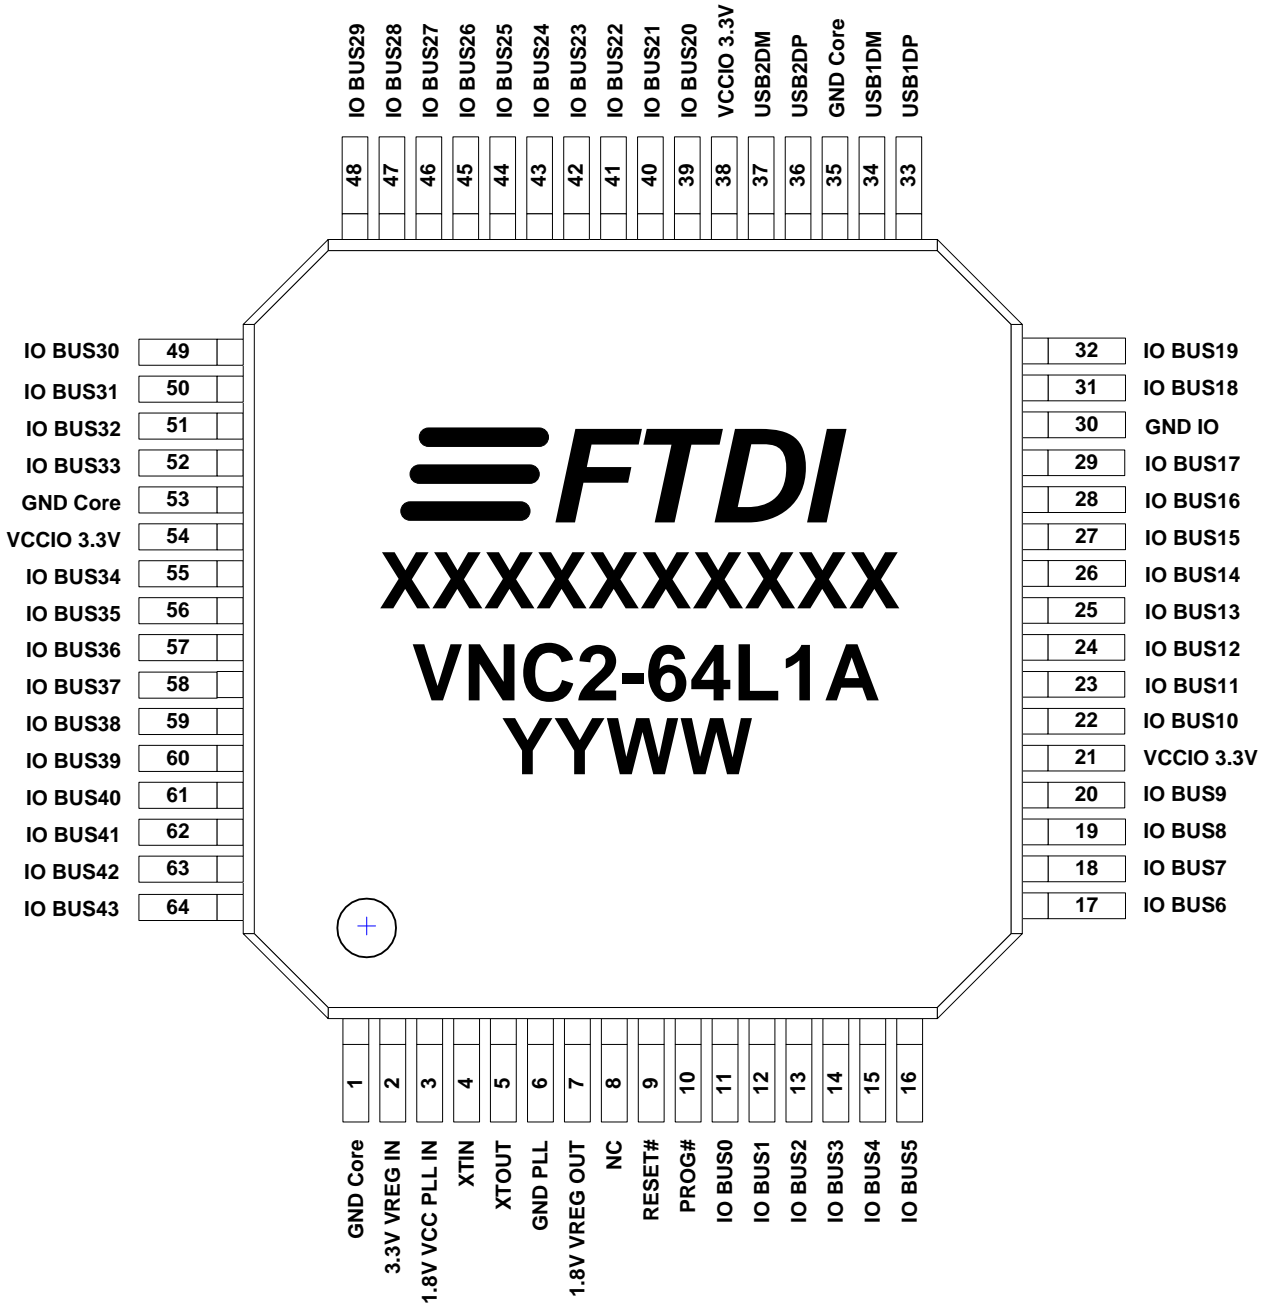 IO BUS29
IO BUS28
IO BUS27
IO BUS26
IO BUS25
IO BUS24
IO BUS23
IO BUS22
IO BUS21
IO BUS20
VCCIO 3.3V
USB2DM
USB2DP
GND Core
USB1DM
USB1DP
48
47
46
45
44
43
42
41
40
39
38
37
36
35
34
33
IO BUS30 49
IO BUS31 50
IO BUS32 51
IO BUS33 52
GND Core 53
VCCIO 3.3V 54
IO BUS34 55
IO BUS35 56
IO BUS36 57
IO BUS37 58
IO BUS38 59
IO BUS39 60
IO BUS40 61
IO BUS41 62
IO BUS42 63
IO BUS43 64
FTDI
XXXXXXXXXX
VNC2-64L1A
YYWW
32 IO BUS19
31 IO BUS18
30 GND IO
29 IO BUS17
28 IO BUS16
27 IO BUS15
26 IO BUS14
25 IO BUS13
24 IO BUS12
23 IO BUS11
22 IO BUS10
21 VCCIO 3.3V
20 IO BUS9
19 IO BUS8
18 IO BUS7
17 IO BUS6
1
2
3
4
5
6
7
8
9
10
11
12
13
14
15
16
GND Core
3.3V VREG IN
1.8V VCC PLL IN
XTIN
XTOUT
GND PLL
1.8V VREG OUT
NC
RESET#
PROG#
IO BUS0
IO BUS1
IO BUS2
IO BUS3
IO BUS4
IO BUS5